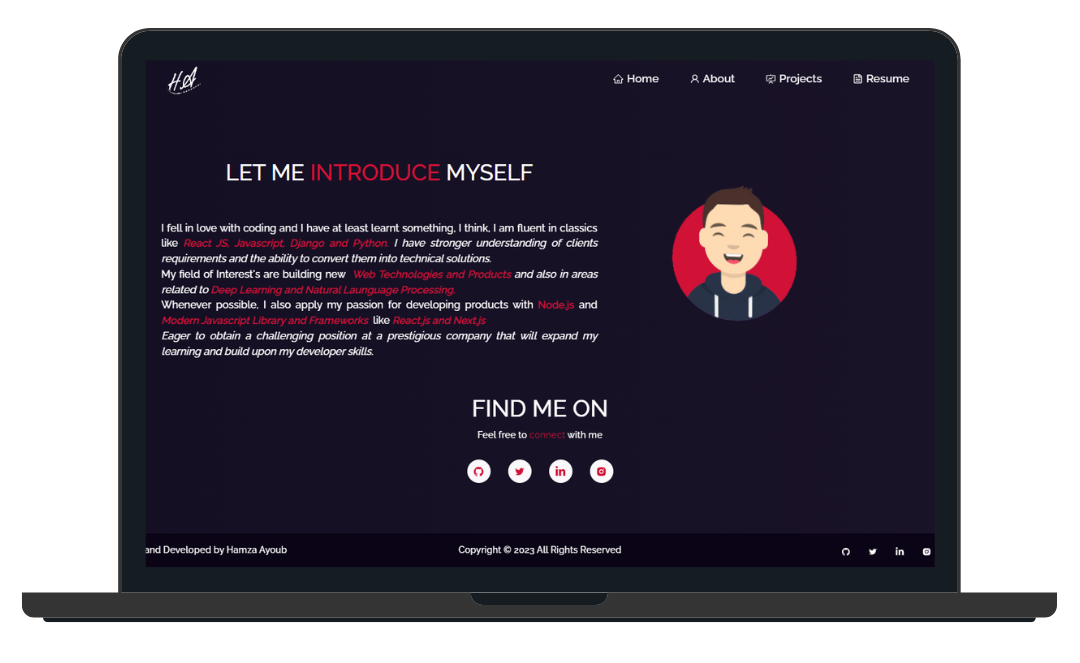 H.A
Home About Projects Resume
LET ME INTRODUCE MYSELF
I fell in love with coding and I have at least learnt something, I think, I am fluent in classics
like React JS, Javascript, Django and Python. I have stronger understanding of clients
requirements and the ability to convert them into technical solutions.
My field of Interest's are building new Web Technologies and Products and also in areas
related to Deep Learning and Natural Launguage Processing.
Whenever possible, I also apply my passion for developing products with Node.js and
Modern Javascript Library and Frameworks like React.js and Next.js
Eager to obtain a challenging position at a prestigious company that will expand my
learning and build upon my developer skills.
FIND ME ON
Feel free to connect with me
in
and Developed by Hamza Ayoub Copyright © 2023 All Rights Reserved in